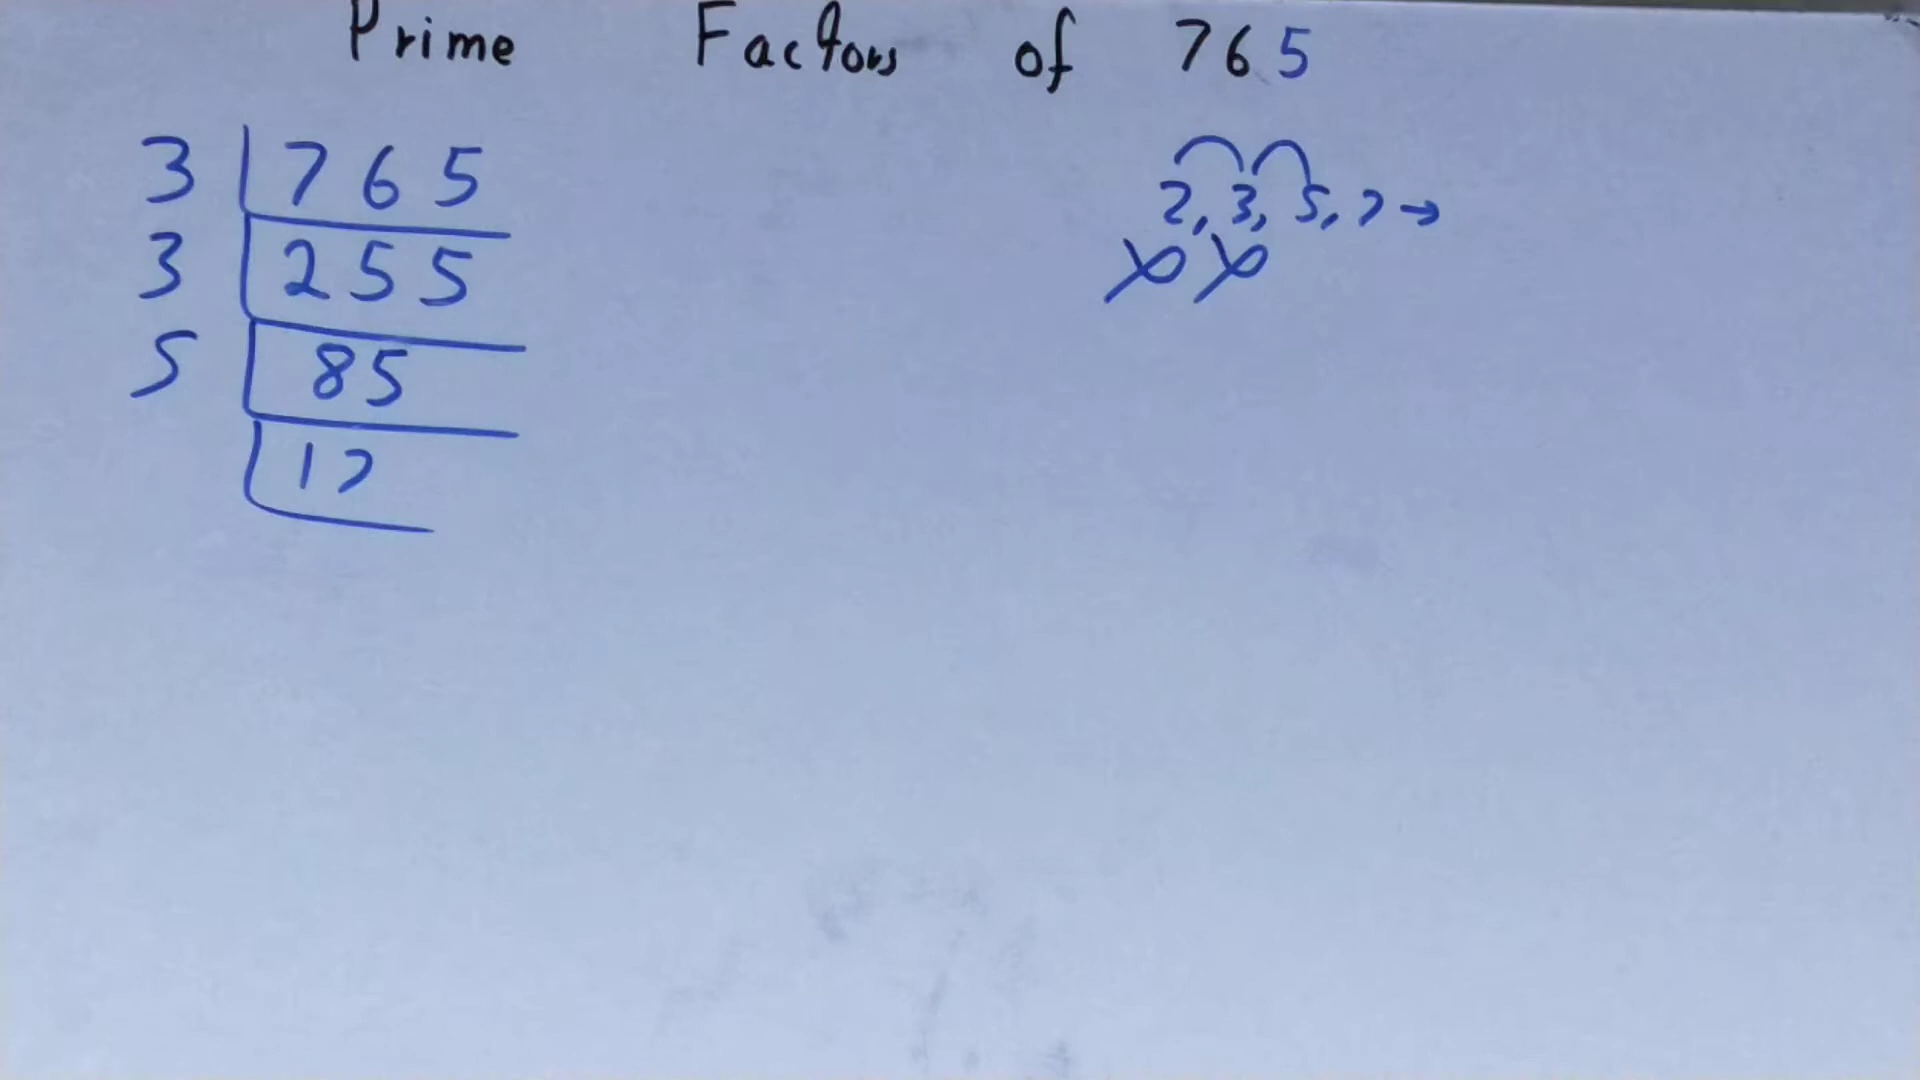 Prime Factors of 765
3 765
3 255
5 85
17
2, 3, 5, 7 →